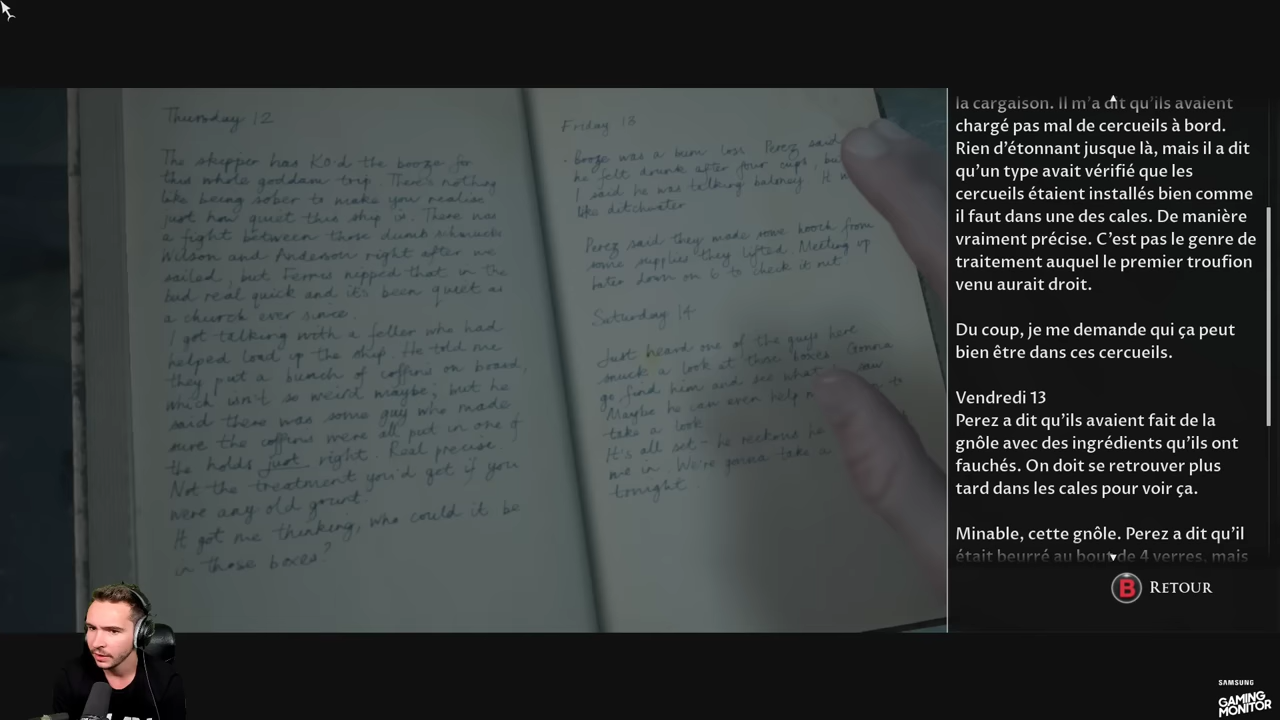 Thursday 12
The skipper has KO'd the booze for
this whole goddam trip. There's nothing
like being sober to make you realise
just how quiet this ship is. There was
a fight between those dumb schmucks
Wilson and Anderson right after we
sailed, but Ferres nipped that in the
bud real quick and it's been quiet as
a church ever since.
I got talking with a feller who had
helped load up the ship. He told me
they put a bunch of coffins on board,
which isn't so weird maybe, but he
said there was some guy who made
sure the coffins were all put in one of
the holds just right. Real precise.
Not the treatment you'd get if you
were any old grunt.
It got me thinking, who could it be
in those boxes?
Friday 13
- Booze was a bum loss. Perez said
he felt drunk after four cups, but
I said he was talking baloney. It
like ditchwater
Perez said they made some hooch from
some supplies they lifted. Meeting up
later down on 6 to check it out
Saturday 14
Just heard one of the guys here
snuck a look at those boxes. Gonna
go find him and see what saw
Maybe he can even help
take a look
It's all set - he reckons he
me in. We're gonna take a
tonight.
la cargaison. Il m'a dit qu'ils avaient
chargé pas mal de cercueils à bord.
Rien d'étonnant jusque là, mais il a dit
qu'un type avait vérifié que les
cercueils étaient installés bien comme
il faut dans une des cales. De manière
vraiment précise. C'est pas le genre de
traitement auquel le premier troufion
venu aurait droit.
Du coup, je me demande qui ça peut
bien être dans ces cercueils.
Vendredi 13
Perez a dit qu'ils avaient fait de la
gnôle avec des ingrédients qu'ils ont
fauchés. On doit se retrouver plus
tard dans les cales pour voir ça.
Minable, cette gnôle. Perez a dit qu'il
était beurré au bout de 4 verres, mais
B RETOUR
SAMSUNG
GAMING
MONITOR